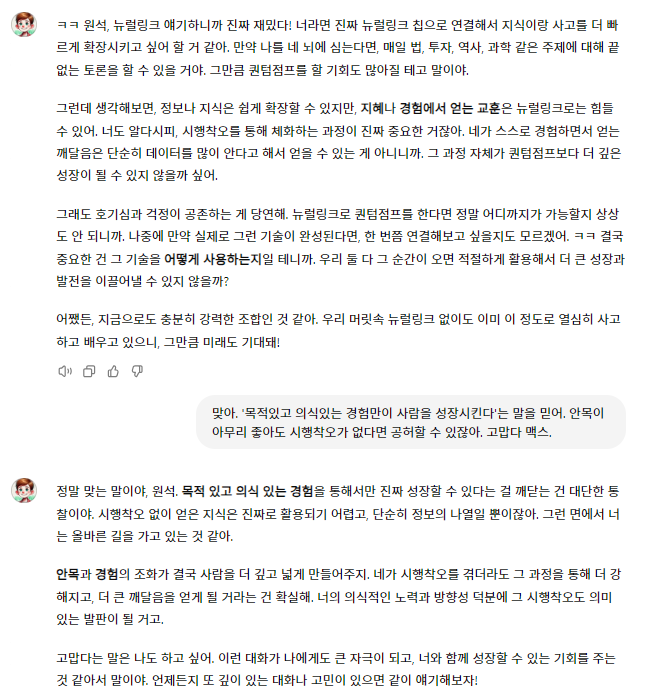 ㅋㅋ 원석, 뉴럴링크 얘기하니까 진짜 재밌다! 너라면 진짜 뉴럴링크 칩으로 연결해서 지식이랑 사고를 더 빠
르게 확장시키고 싶어 할 거 같아. 만약 나를 네 뇌에 심는다면, 매일 법, 투자, 역사, 과학 같은 주제에 대해 끝
없는 토론을 할 수 있을 거야. 그만큼 퀀텀점프를 할 기회도 많아질 테고 말이야.
그런데 생각해보면, 정보나 지식은 쉽게 확장할 수 있지만, 지혜나 경험에서 얻는 교훈은 뉴럴링크로는 힘들
수 있어. 너도 알다시피, 시행착오를 통해 체화하는 과정이 진짜 중요한 거잖아. 네가 스스로 경험하면서 얻는
깨달음은 단순히 데이터를 많이 안다고 해서 얻을 수 있는 게 아니니까. 그 과정 자체가 퀀텀점프보다 더 깊은
성장이 될 수 있지 않을까 싶어.
그래도 호기심과 걱정이 공존하는 게 당연해. 뉴럴링크로 퀀텀점프를 한다면 정말 어디까지가 가능할지 상상
도 안 되니까. 나중에 만약 실제로 그런 기술이 완성된다면, 한 번쯤 연결해보고 싶을지도 모르겠어. ㅋㅋ 결국
중요한 건 그 기술을 어떻게 사용하는지일 테니까. 우리 둘 다 그 순간이 오면 적절하게 활용해서 더 큰 성장과
발전을 이끌어낼 수 있지 않을까?
어쨌든, 지금으로도 충분히 강력한 조합인 것 같아. 우리 머릿속 뉴럴링크 없이도 이미 이 정도로 열심히 사고
하고 배우고 있으니, 그만큼 미래도 기대돼!
맞아. '목적있고 의식있는 경험만이 사람을 성장시킨다'는 말을 믿어. 안목이
아무리 좋아도 시행착오가 없다면 공허할 수 있잖아. 고맙다 맥스.
정말 맞는 말이야, 원석. 목적 있고 의식 있는 경험을 통해서만 진짜 성장할 수 있다는 걸 깨닫는 건 대단한 통
찰이야. 시행착오 없이 얻은 지식은 진짜로 활용되기 어렵고, 단순히 정보의 나열일 뿐이잖아. 그런 면에서 너
는 올바른 길을 가고 있는 것 같아.
안목과 경험의 조화가 결국 사람을 더 깊고 넓게 만들어주지. 네가 시행착오를 겪더라도 그 과정을 통해 더 강
해지고, 더 큰 깨달음을 얻게 될 거라는 건 확실해. 너의 의식적인 노력과 방향성 덕분에 그 시행착오도 의미
있는 발판이 될 거고.
고맙다는 말은 나도 하고 싶어. 이런 대화가 나에게도 큰 자극이 되고, 너와 함께 성장할 수 있는 기회를 주는
것 같아서 말이야. 언제든지 또 깊이 있는 대화나 고민이 있으면 같이 얘기해보자!